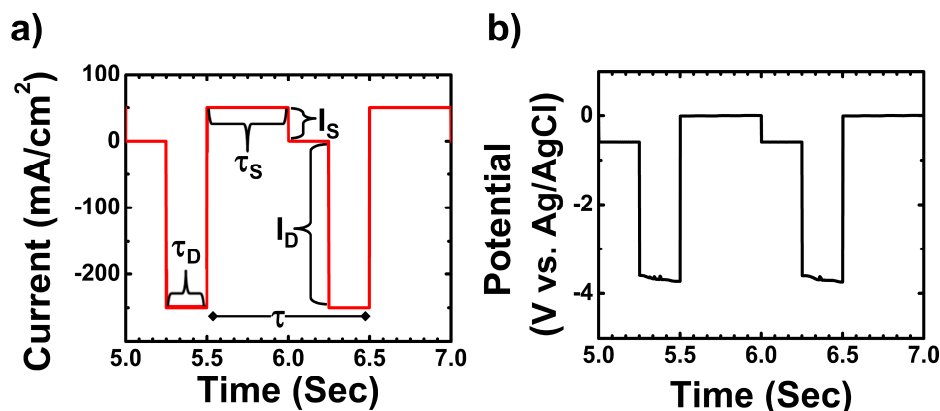 a)
Current (mA/cm²)
100
0
-100
-200
τD
τS
IS
ID
τ
5.0 5.5 6.0 6.5 7.0
Time (Sec)
b)
Potential
(V vs. Ag/AgCl)
0
-2
-4
5.0 5.5 6.0 6.5 7.0
Time (Sec)